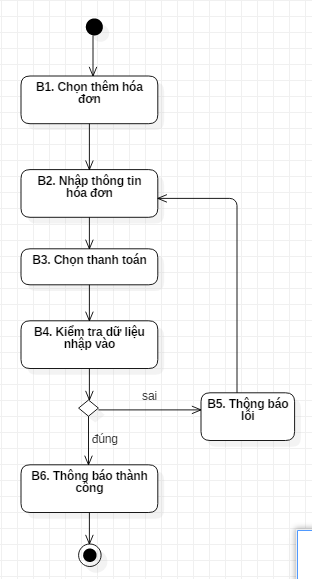 B1. Chọn thêm hóa
đơn
B2. Nhập thông tin
hóa đơn
B3. Chọn thanh toán
B4. Kiểm tra dữ liệu
nhập vào
sai
B5. Thông báo
lỗi
đúng
B6. Thông báo thành
công